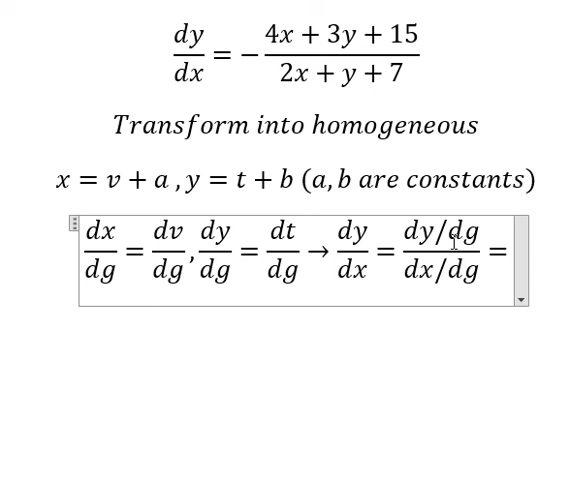 dy/dx = − (4x + 3y + 15)/(2x + y + 7)
Transform into homogeneous
x = v + a , y = t + b (a, b are constants)
dx/dg = dv/dg , dy/dg = dt/dg → dy/dx = (dy/dg)/(dx/dg) =